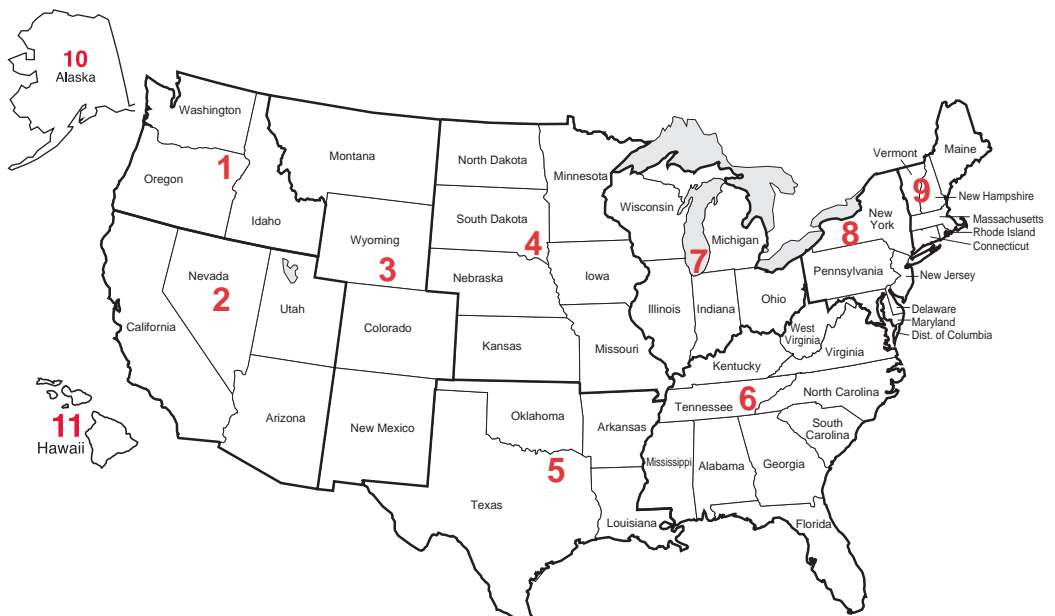 10
Alaska
Washington
Montana
North Dakota
Minnesota
Vermont
Maine
1
Oregon
Idaho
9
New Hampshire
Wisconsin
South Dakota
Wyoming
4
Michigan
New
York
8
Massachusetts
Rhode Island
Connecticut
3
7
Nevada
2
Nebraska
Iowa
Pennsylvania
New Jersey
Utah
California
Colorado
Illinois
Indiana
Ohio
Delaware
Maryland
Dist. of Columbia
Kansas
Missouri
West
Virginia
Virginia
Kentucky
6
Tennessee
North Carolina
11
Hawaii
Arizona
New Mexico
Oklahoma
Arkansas
South
Carolina
5
Mississippi
Alabama
Georgia
Texas
Louisiana
Florida